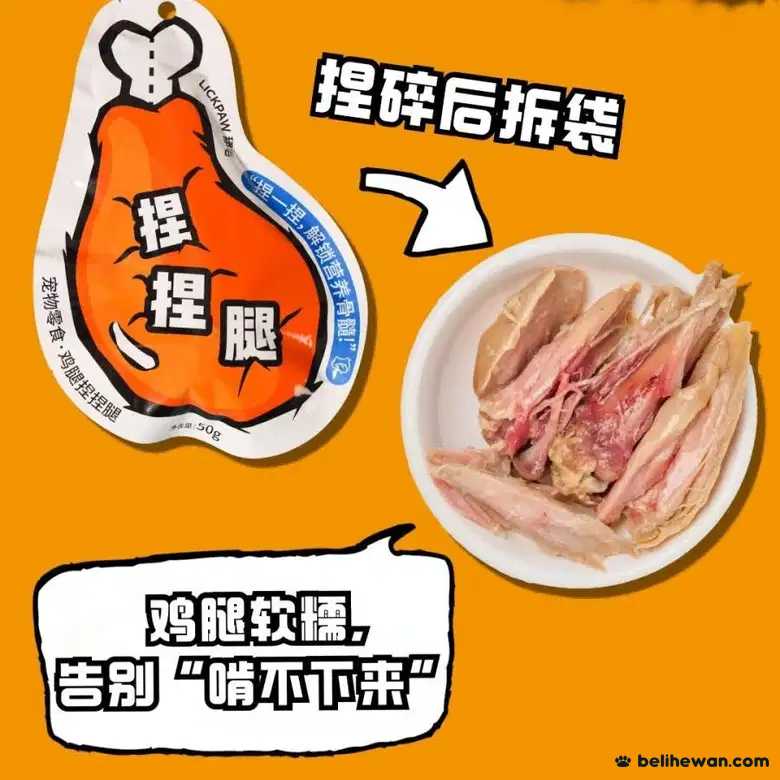 捏碎后拆袋
LICKPAW
捏
捏
腿
“捏一捏,解锁营养骨髓!”
宠物零食·鸡腿捏捏腿
50g
鸡腿软糯,
告别“啃不下来”
belihewan.com